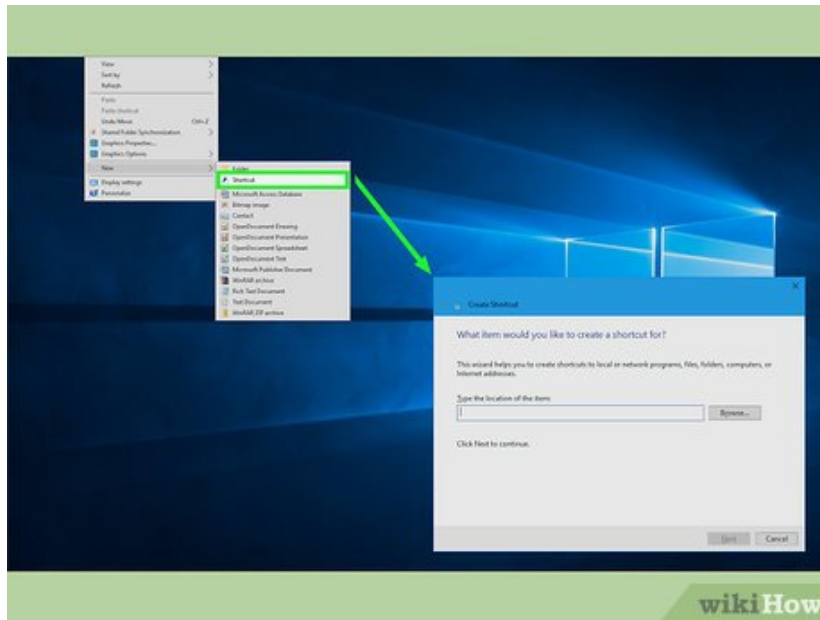 View
Sort by
Refresh
Paste
Paste shortcut
Undo Move Ctrl+Z
Shared Folder Synchronization
Graphics Properties...
Graphics Options
New
Display settings
Personalize
Folder
Shortcut
Microsoft Access Database
Bitmap image
Contact
OpenDocument Drawing
OpenDocument Presentation
OpenDocument Spreadsheet
OpenDocument Text
Microsoft Publisher Document
WinRAR archive
Rich Text Document
Text Document
WinRAR ZIP archive
Create Shortcut
What item would you like to create a shortcut for?
This wizard helps you to create shortcuts to local or network programs, files, folders, computers, or
Internet addresses.
Type the location of the item:
Browse...
Click Next to continue.
Next Cancel
wikiHow